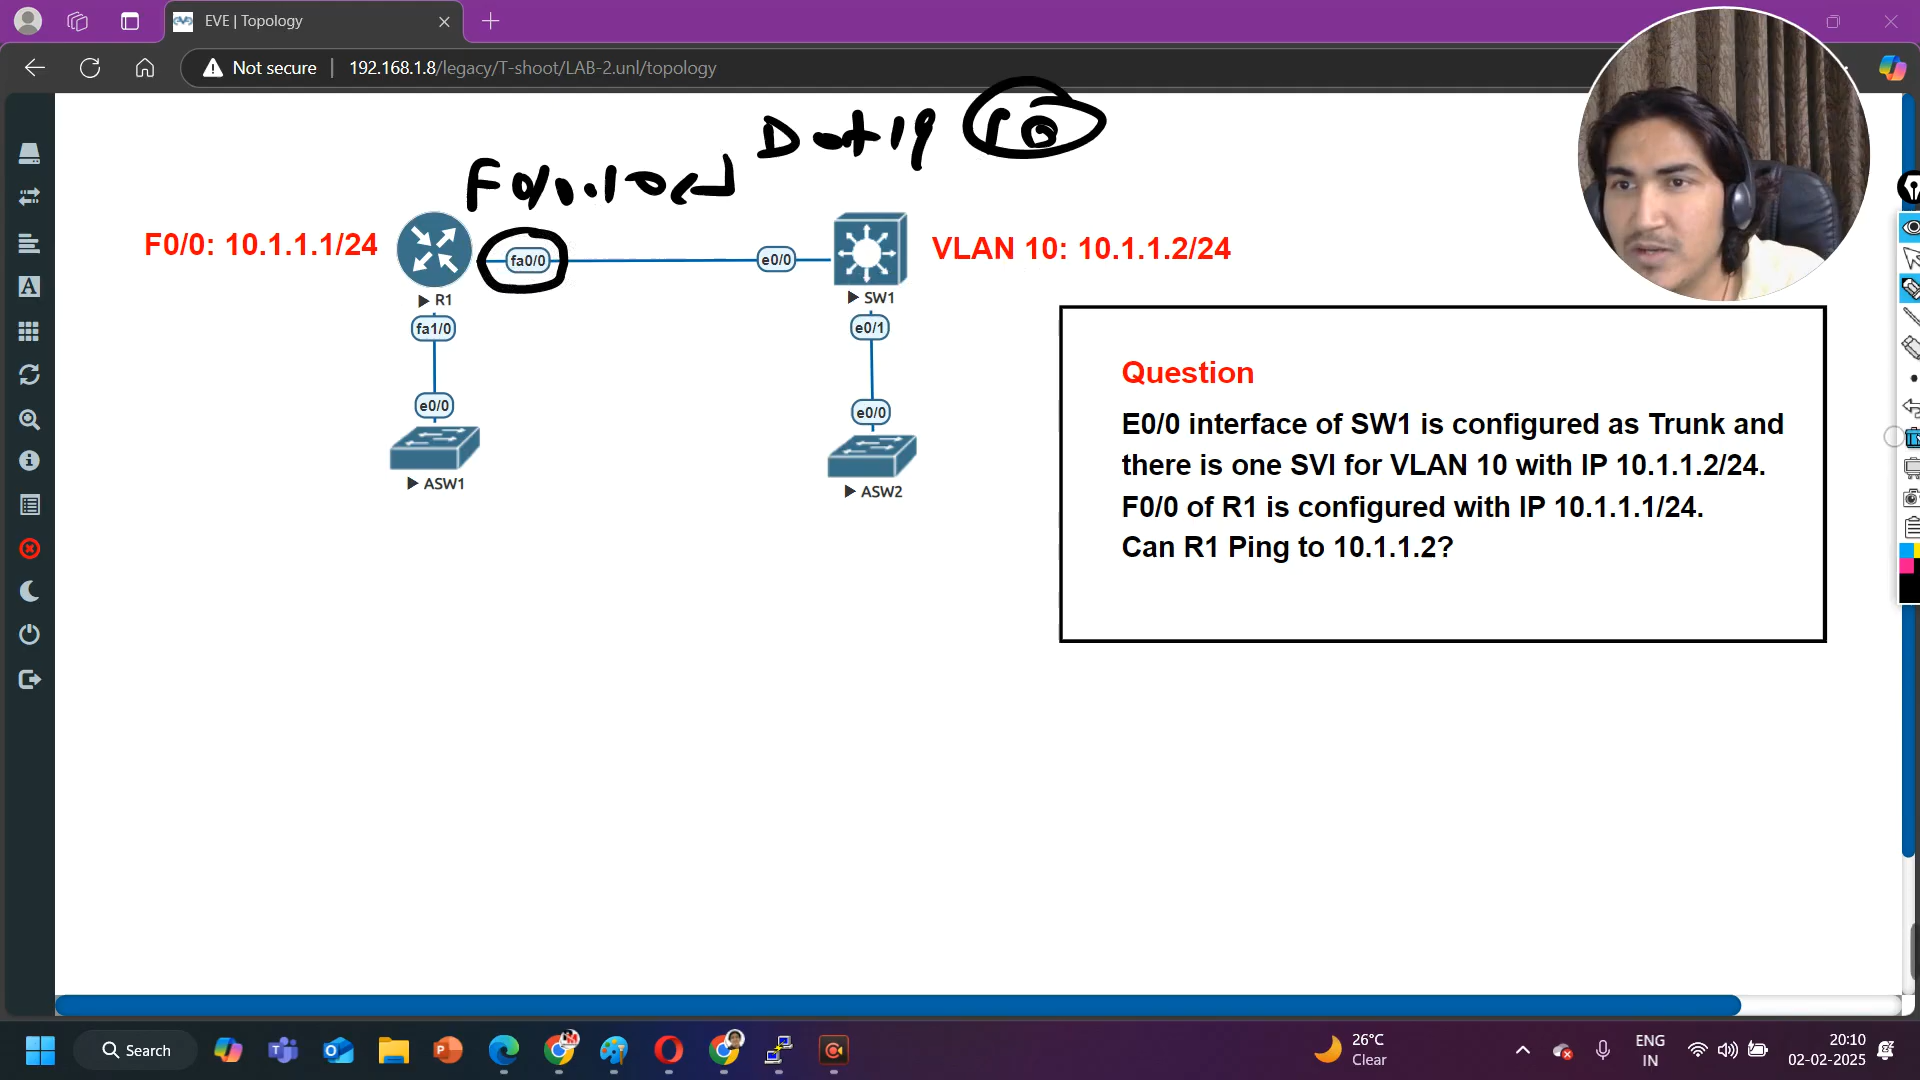 EVE | Topology
Not secure
192.168.1.8/legacy/T-shoot/LAB-2.unl/topology
Dot1q 10
F0/0.10
F0/0: 10.1.1.1/24
fa0/0
e0/0
VLAN 10: 10.1.1.2/24
R1
SW1
fa1/0
e0/1
e0/0
e0/0
ASW1
ASW2
Question
E0/0 interface of SW1 is configured as Trunk and
there is one SVI for VLAN 10 with IP 10.1.1.2/24.
F0/0 of R1 is configured with IP 10.1.1.1/24.
Can R1 Ping to 10.1.1.2?
Search
26°C
Clear
ENG
IN
20:10
02-02-2025